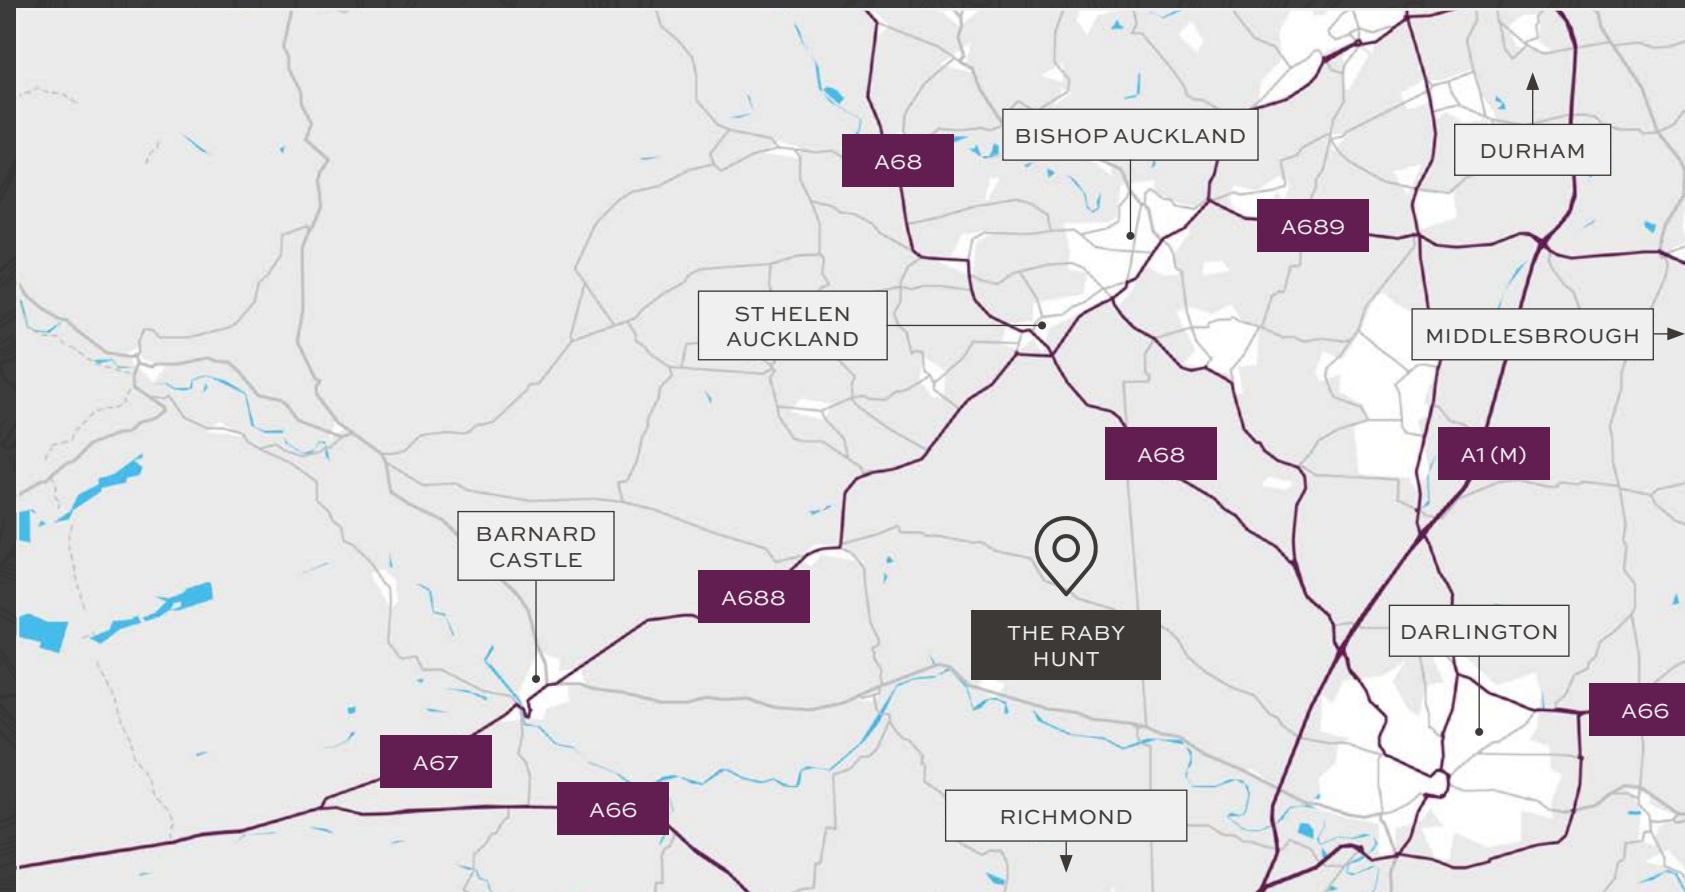 BISHOP AUCKLAND
DURHAM
A68
A689
ST HELEN
AUCKLAND
MIDDLESBROUGH
A68
A1 (M)
BARNARD
CASTLE
A688
THE RABY
HUNT
DARLINGTON
A66
A67
A66
RICHMOND